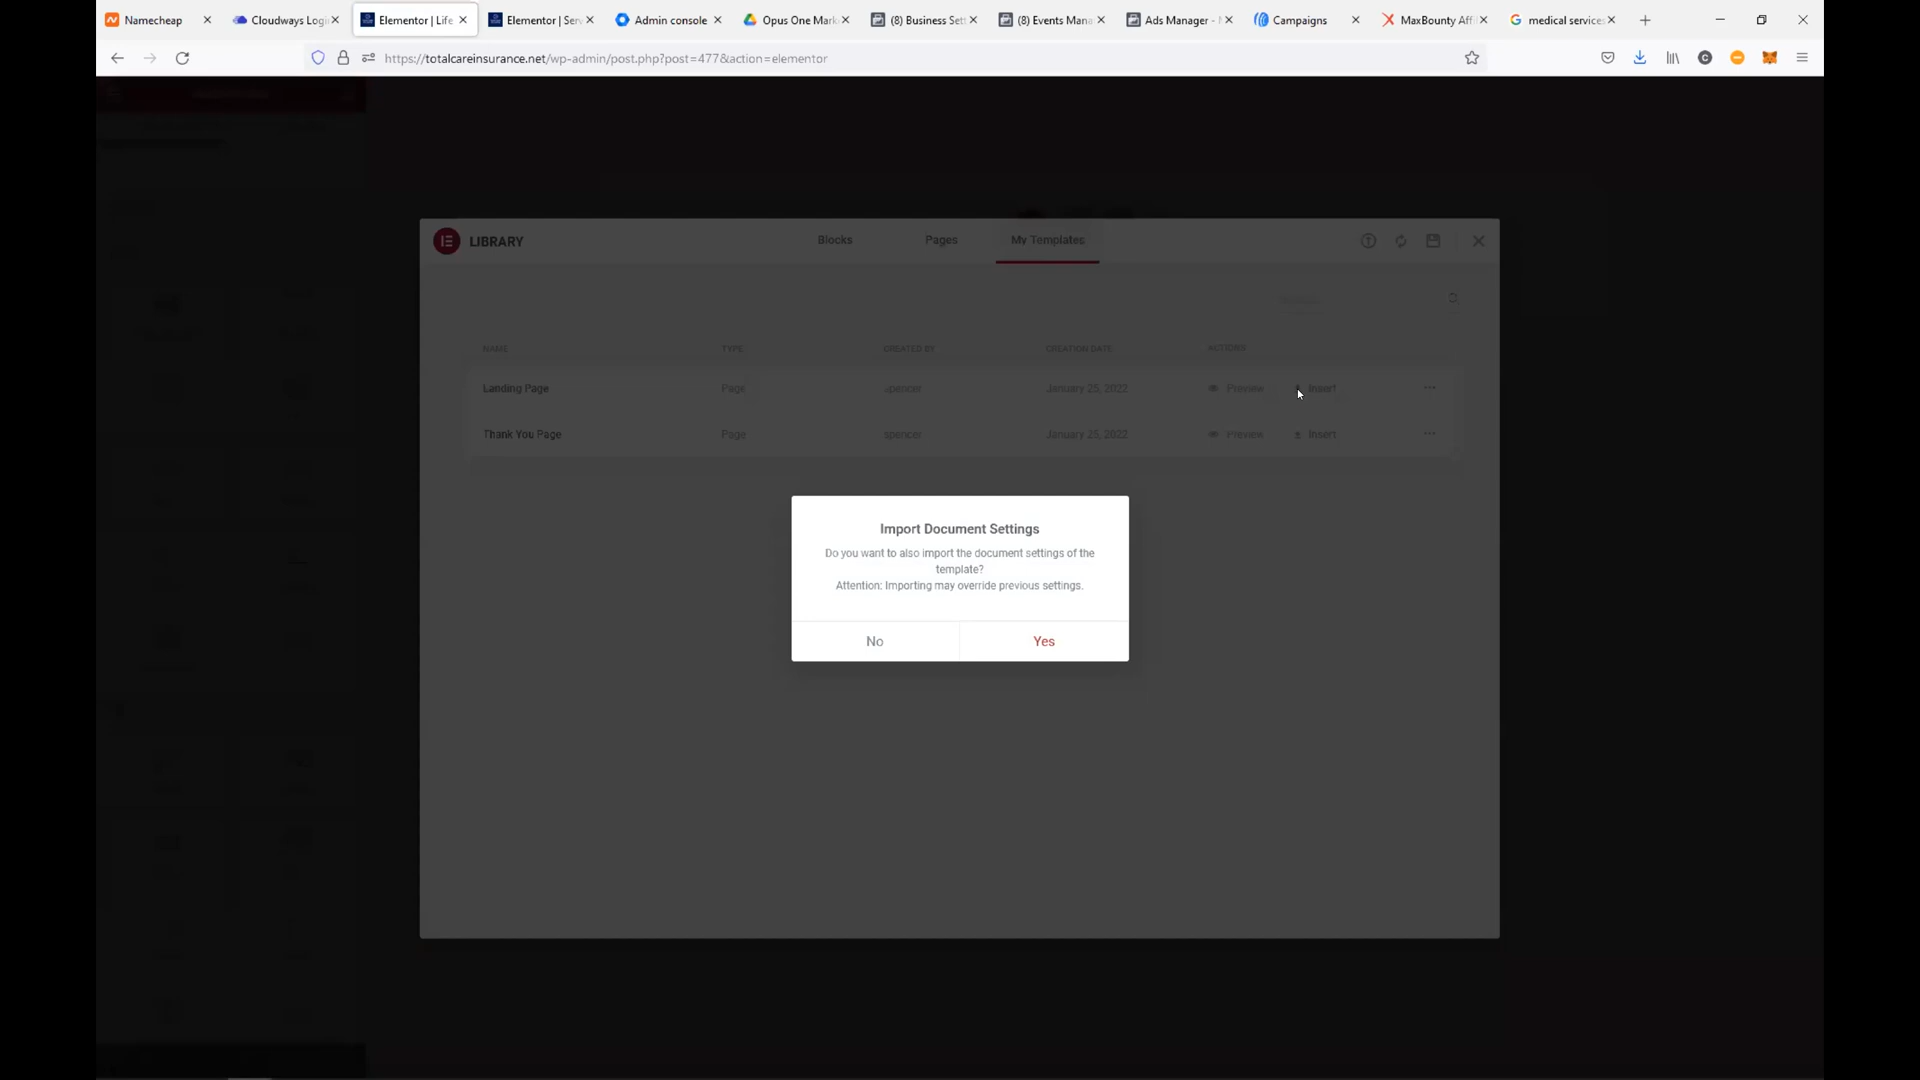 Namecheap
Cloudways Logi
Elementor | Life
Elementor | Serv
Admin console
Opus One Mark
(8) Business Sett
(8) Events Mana
Ads Manager -
Campaigns
MaxBounty Affi
medical services
https://totalcareinsurance.net/wp-admin/post.php?post=477&action=elementor
LIBRARY
Blocks
Pages
My Templates
NAME
TYPE
CREATED BY
CREATION DATE
ACTIONS
Landing Page
Page
spencer
January 25, 2022
Preview
Insert
Thank You Page
Page
spencer
January 25, 2022
Preview
Insert
Import Document Settings
Do you want to also import the document settings of the
template?
Attention: Importing may override previous settings.
No
Yes